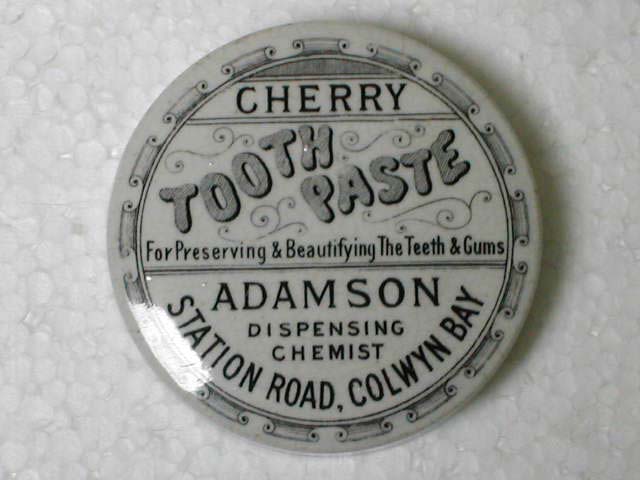 CHERRY
TOOTH PASTE
For Preserving & Beautifying The Teeth & Gums
ADAMSON
DISPENSING
CHEMIST
STATION ROAD, COLWYN BAY